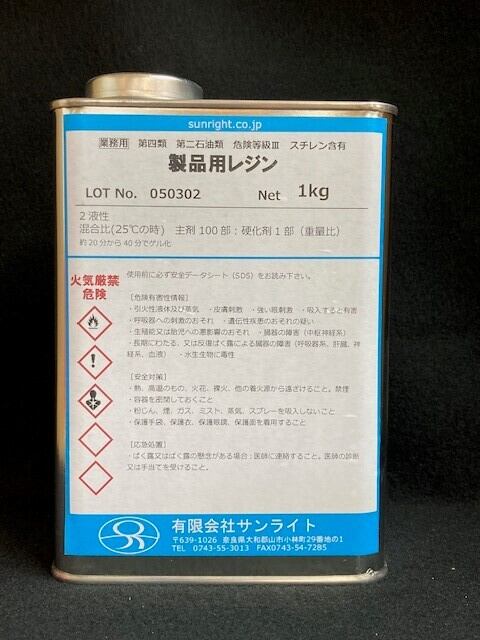 sunright.co.jp
業務用 第四類 第二石油類 危険等級Ⅲ スチレン含有
製品用レジン
LOT No. 050302 Net 1kg
2液性
混合比(25℃の時) 主剤100部:硬化剤1部(重量比)
約20分から40分でゲル化
火気厳禁
危険
使用前に必ず安全データシート(SDS)をお読み下さい。
[危険有害性情報]
・引火性液体及び蒸気 ・皮膚刺激 ・強い眼刺激 ・吸入すると有害
・呼吸器への刺激のおそれ ・遺伝性疾患のおそれの疑い
・生殖能又は胎児への悪影響のおそれ ・臓器の障害(中枢神経系)
・長期にわたる、又は反復ばく露による臓器の障害(呼吸器系、肝臓、神
経系、血液) ・水生生物に毒性
[安全対策]
・熱、高温のもの、火花、裸火、他の着火源から遠ざけること。禁煙
・容器を密閉しておくこと
・粉じん、煙、ガス、ミスト、蒸気、スプレーを吸入しないこと
・保護手袋、保護衣、保護眼鏡、保護面を着用すること
[応急処置]
・ばく露又はばく露の懸念がある場合:医師に連絡すること。医師の診断
又は手当てを受けること。
有限会社サンライト
〒639-1026 奈良県大和郡山市小林町29番地の1
TEL 0743-55-3013 FAX0743-54-7285